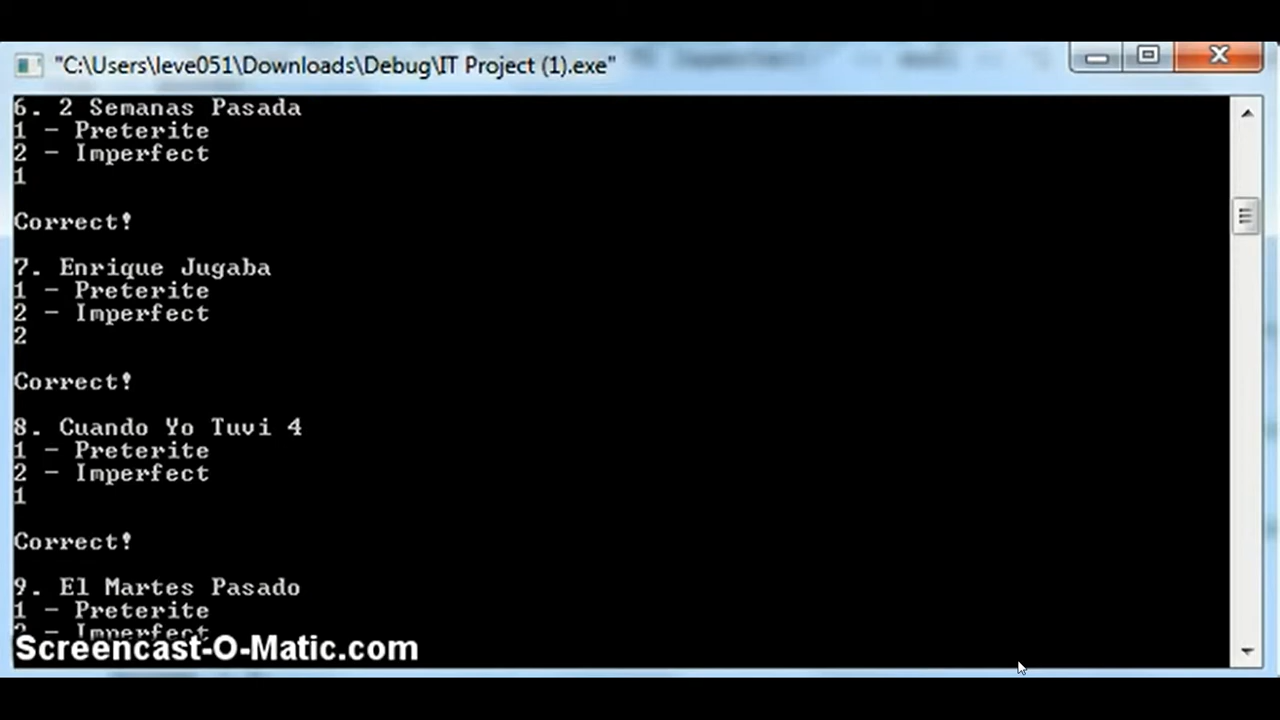 "C:\Users\leve051\Downloads\Debug\IT Project (1).exe"
6. 2 Semanas Pasada
1 - Preterite
2 - Imperfect
1
Correct!
7. Enrique Jugaba
1 - Preterite
2 - Imperfect
2
Correct!
8. Cuando Yo Tuvi 4
1 - Preterite
2 - Imperfect
1
Correct!
9. El Martes Pasado
1 - Preterite
2 - Imperfect
Screencast-O-Matic.com